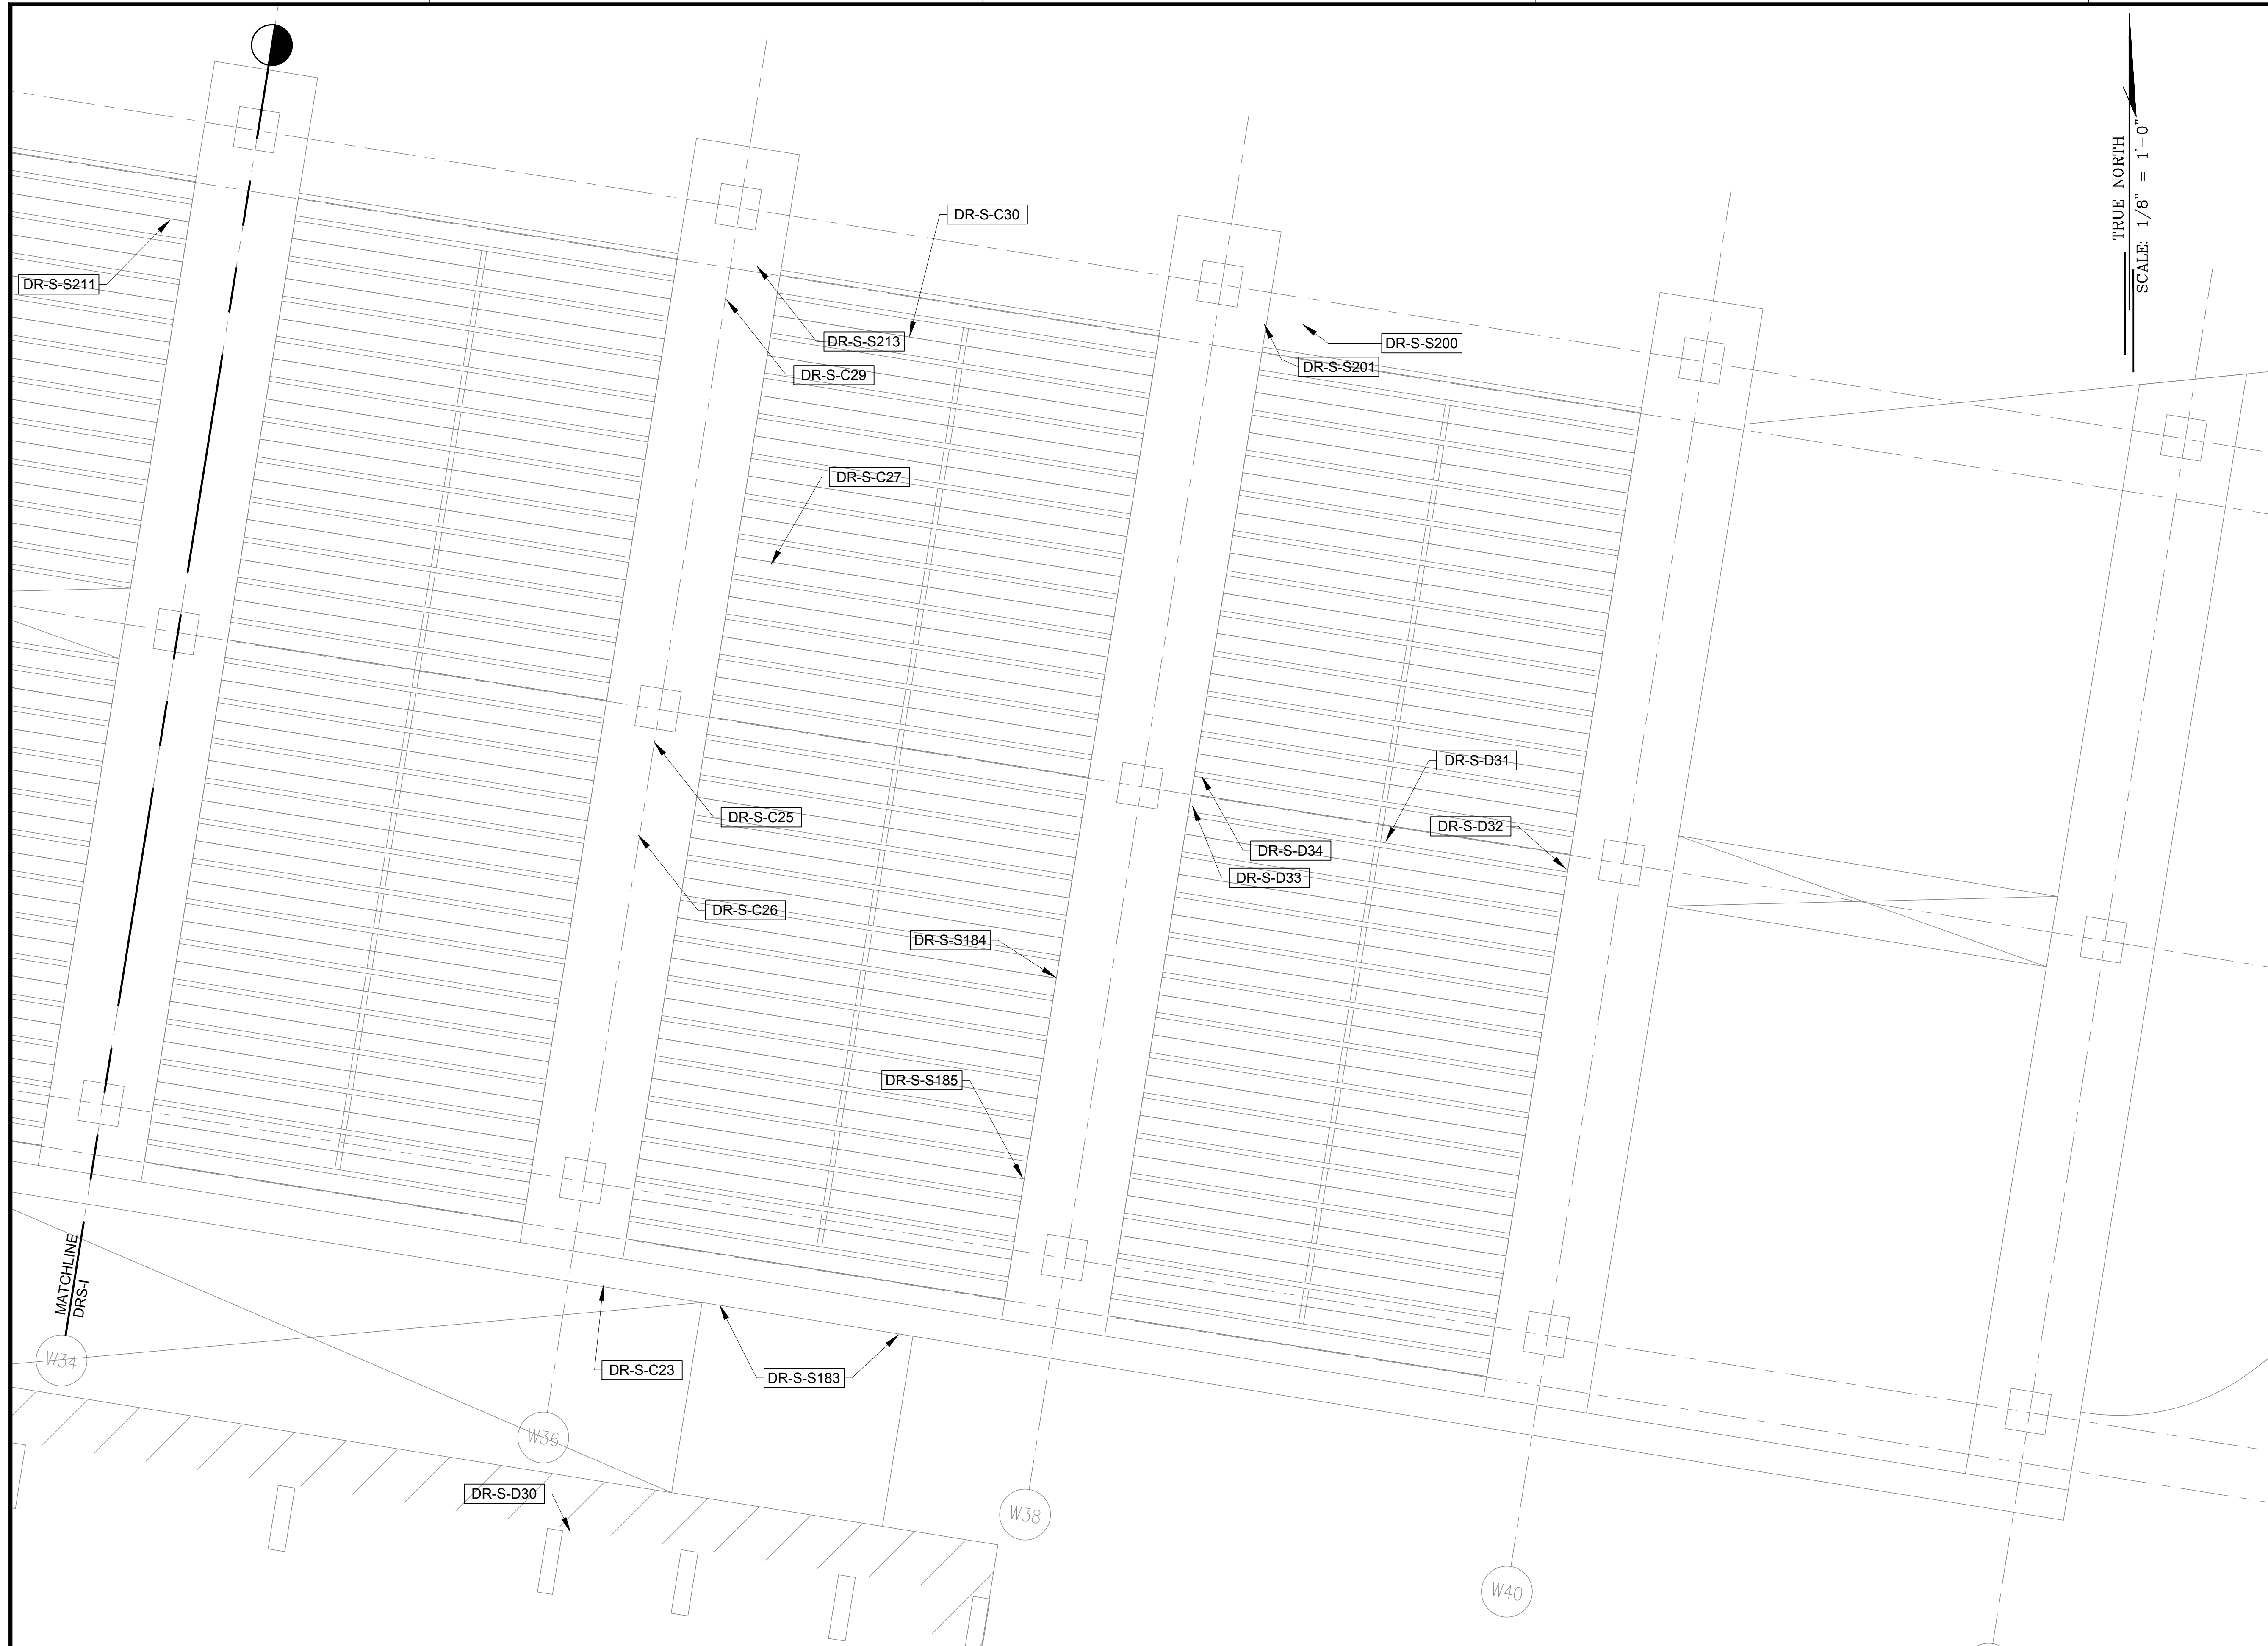 TRUE NORTH
SCALE: 1/8" = 1'-0"
DR-S-C30
DR-S-S211
DR-S-S213
DR-S-S200
DR-S-S201
DR-S-C29
DR-S-C27
DR-S-D31
DR-S-C25
DR-S-D32
DR-S-D34
DR-S-D33
DR-S-C26
DR-S-S184
DR-S-S185
MATCHLINE
DRS-I
W34
DR-S-C23
DR-S-S183
W36
DR-S-D30
W38
W40